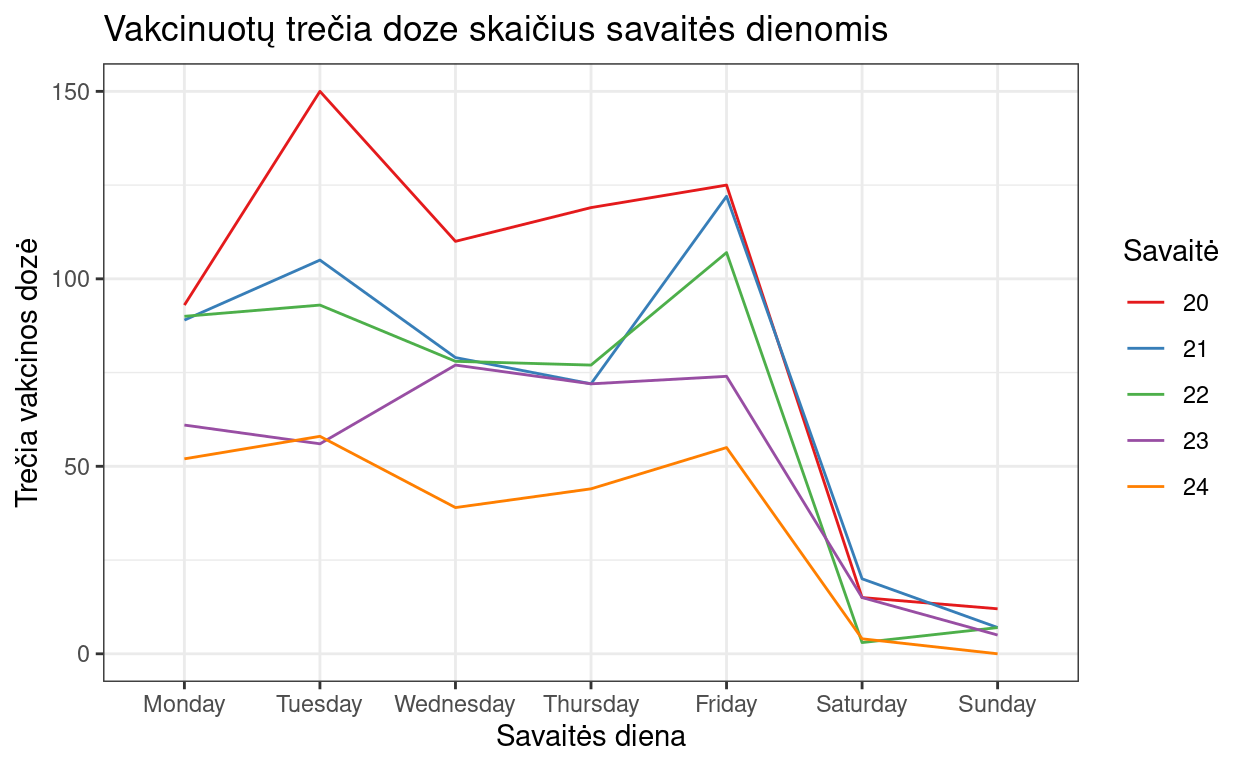 Vakcinuotų trečia doze skaičius savaitės dienomis
Trečia vakcinos dozė
150
100
50
0
Monday Tuesday Wednesday Thursday Friday Saturday Sunday
Savaitės diena
Savaitė
20
21
22
23
24